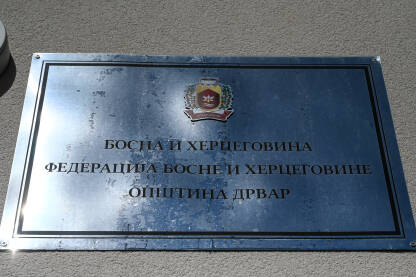 БОСНА И ХЕРЦЕГОВИНА
ФЕДЕРАЦИЈА БОСНЕ И ХЕРЦЕГОВИНЕ
ОПШТИНА ДРВАР